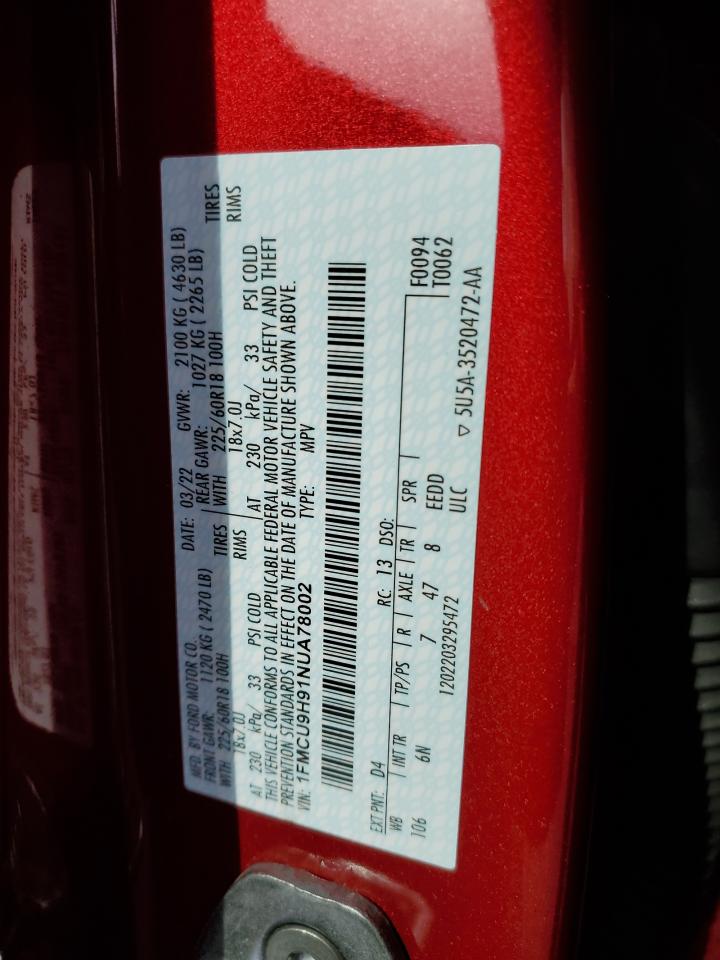 MFD. BY FORD MOTOR CO.
DATE: 03/22 GVWR: 2100 KG ( 4630 LB)
FRONT GAWR: 1120 KG ( 2470 LB) REAR GAWR: 1027 KG ( 2265 LB)
WITH 225/60R18 100H TIRES WITH 225/60R18 100H TIRES
18x7.0J RIMS 18x7.0J RIMS
AT 230 kPa/ 33 PSI COLD AT 230 kPa/ 33 PSI COLD
THIS VEHICLE CONFORMS TO ALL APPLICABLE FEDERAL MOTOR VEHICLE SAFETY AND THEFT
PREVENTION STANDARDS IN EFFECT ON THE DATE OF MANUFACTURE SHOWN ABOVE.
VIN: 1FMCU9H91NUA78002 TYPE: MPV
EXT PNT: D4 RC: 13 DSO: F0094
WB INT TR TP/PS R AXLE TR SPR T0062
106 6N 7 47 8 EEDD
1202203295472 ULC ▽ 5U5A-3520472-AA